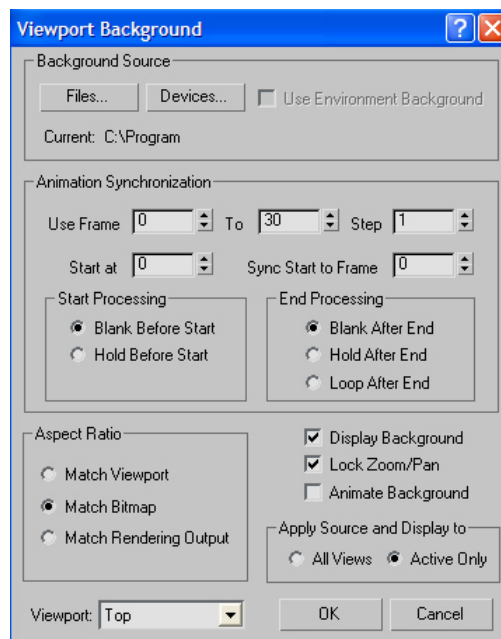 Viewport Background
Background Source
Files... Devices... Use Environment Background
Current: C:\Program
Animation Synchronization
Use Frame 0 To 30 Step 1
Start at 0 Sync Start to Frame 0
Start Processing End Processing
Blank Before Start Blank After End
Hold Before Start Hold After End
Loop After End
Aspect Ratio Display Background
Match Viewport Lock Zoom/Pan
Match Bitmap Animate Background
Match Rendering Output Apply Source and Display to
All Views Active Only
Viewport: Top OK Cancel